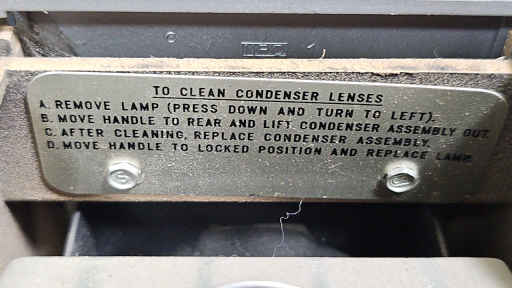 TO CLEAN CONDENSER LENSES
A. REMOVE LAMP (PRESS DOWN AND TURN TO LEFT).
B. MOVE HANDLE TO REAR AND LIFT CONDENSER ASSEMBLY OUT.
C. AFTER CLEANING, REPLACE CONDENSER ASSEMBLY.
D. MOVE HANDLE TO LOCKED POSITION AND REPLACE LAMP.